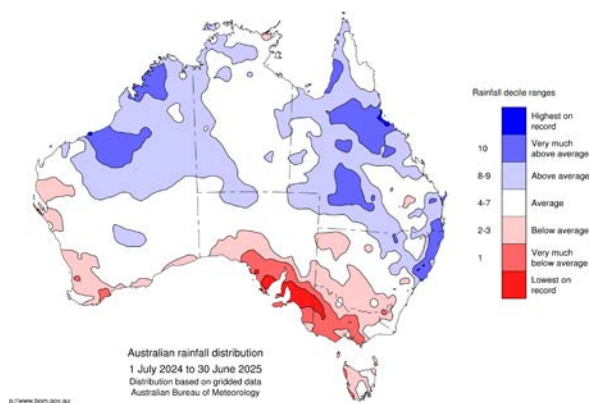 Rainfall decile ranges
Highest on
record
10
Very much
above average
8-9
Above average
4-7
Average
2-3
Below average
1
Very much
below average
Lowest on
record
Australian rainfall distribution
1 July 2024 to 30 June 2025
Distribution based on gridded data
Australian Bureau of Meteorology
p://www.bom.gov.au